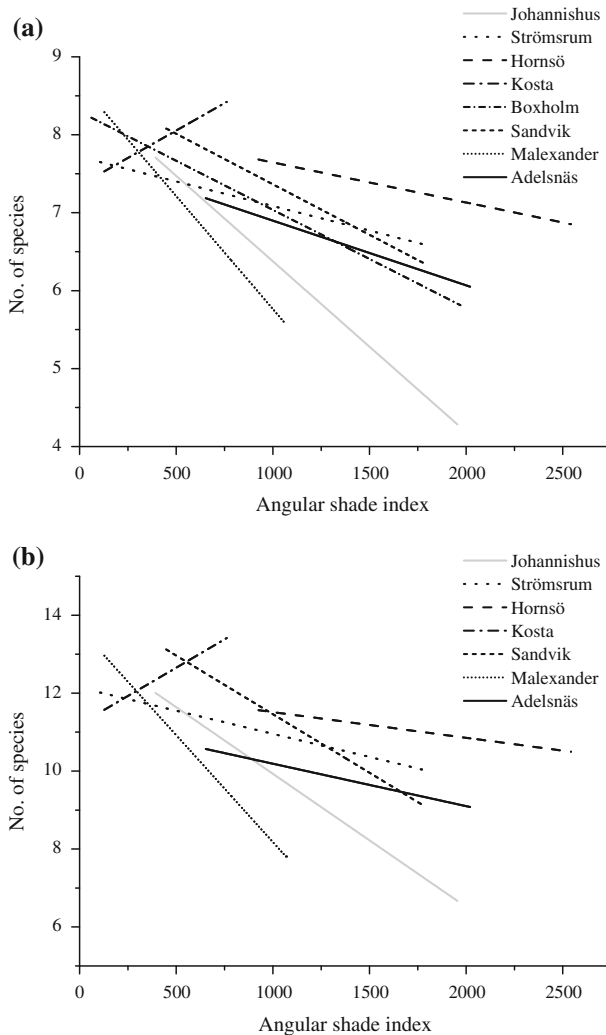 (a)
Johannishus
Strömsrum
Hornsö
Kosta
Boxholm
Sandvik
Malexander
Adelsnäs
9
8
7
6
5
4
No. of species
0 500 1000 1500 2000 2500
Angular shade index
(b)
Johannishus
Strömsrum
Hornsö
Kosta
Sandvik
Malexander
Adelsnäs
14
12
10
8
6
No. of species
0 500 1000 1500 2000 2500
Angular shade index